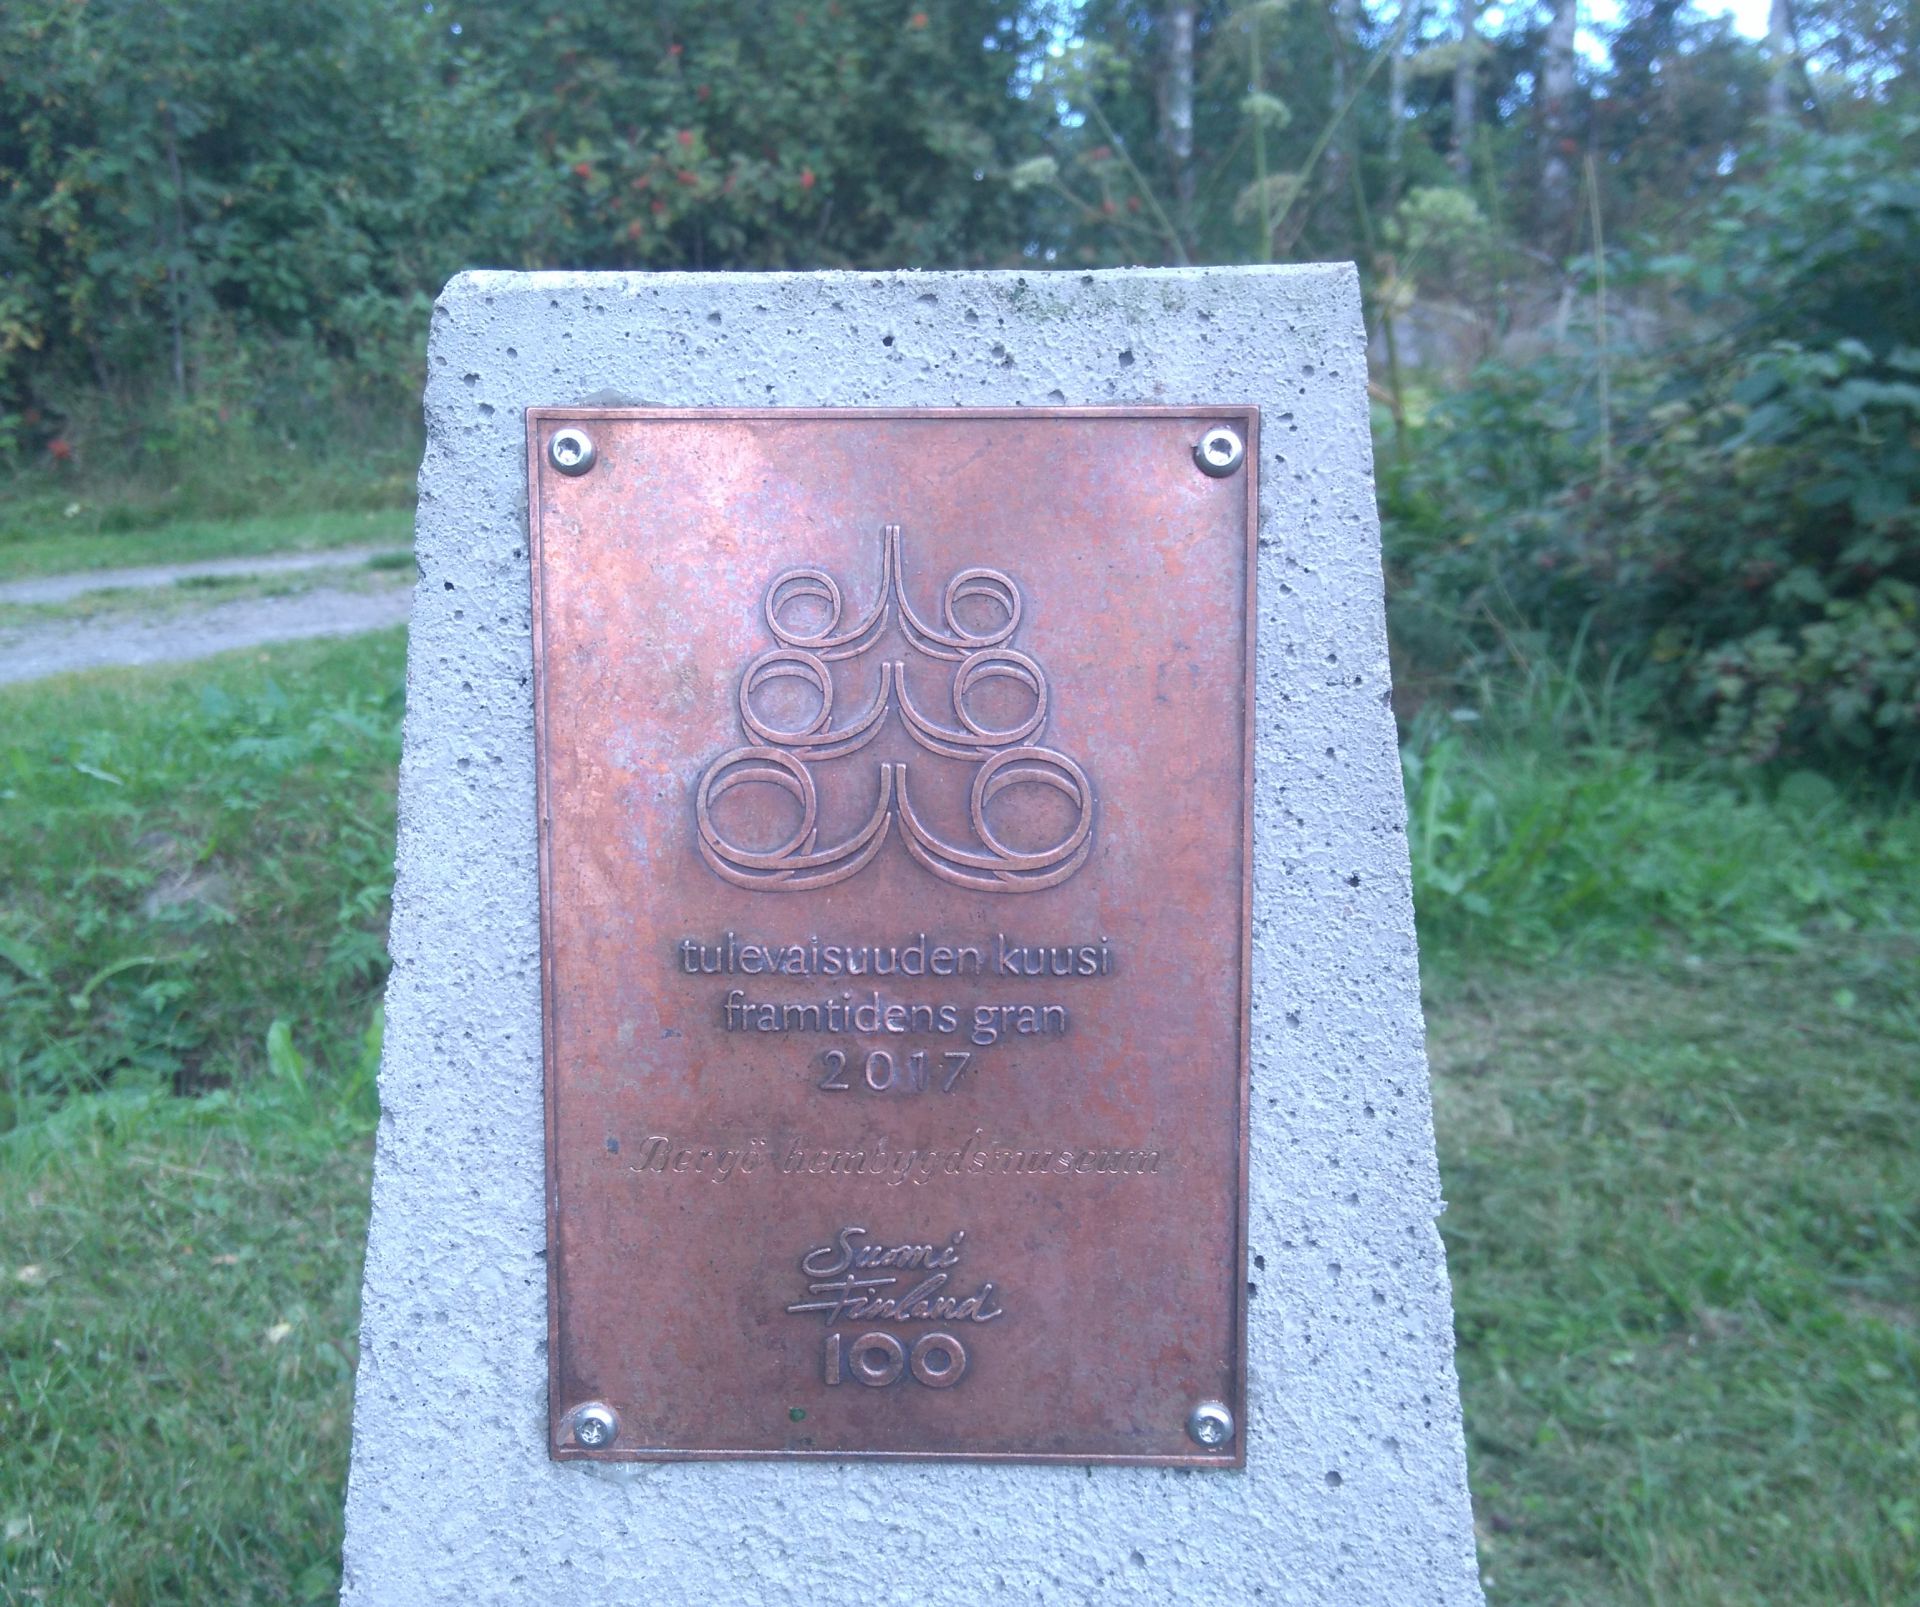 tulevaisuuden kuusi
framtidens gran
2017
Bergö hembygdsmuseum
Suomi
Finland
100